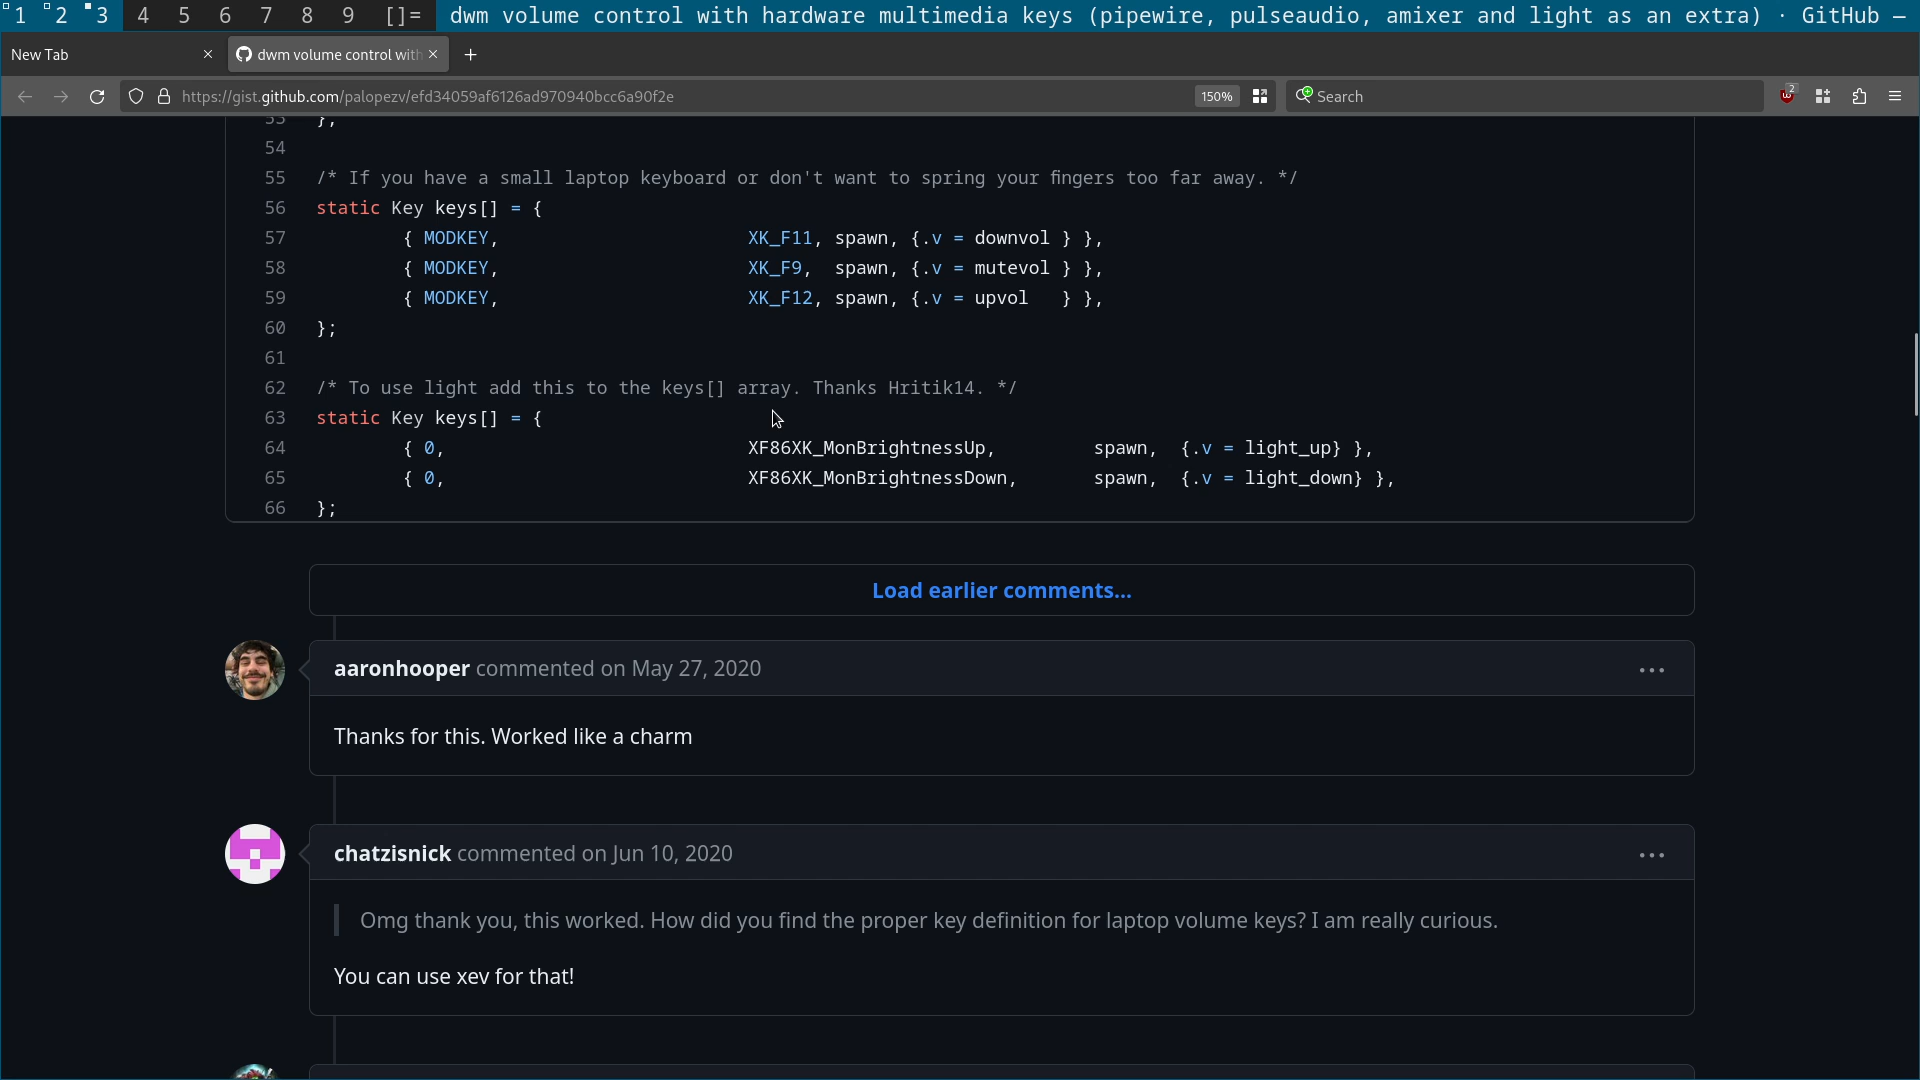 1 2 3 4 5 6 7 8 9 []= dwm volume control with hardware multimedia keys (pipewire, pulseaudio, amixer and light as an extra) · GitHub —
New Tab
dwm volume control with
https://gist.github.com/palopezv/efd34059af6126ad970940bcc6a90f2e
150%
Search
2
53 };
54
55 /* If you have a small laptop keyboard or don't want to spring your fingers too far away. */
56 static Key keys[] = {
57 { MODKEY, XK_F11, spawn, {.v = downvol } },
58 { MODKEY, XK_F9, spawn, {.v = mutevol } },
59 { MODKEY, XK_F12, spawn, {.v = upvol } },
60 };
61
62 /* To use light add this to the keys[] array. Thanks Hritik14. */
63 static Key keys[] = {
64 { 0, XF86XK_MonBrightnessUp, spawn, {.v = light_up} },
65 { 0, XF86XK_MonBrightnessDown, spawn, {.v = light_down} },
66 };
Load earlier comments...
aaronhooper commented on May 27, 2020
Thanks for this. Worked like a charm
chatzisnick commented on Jun 10, 2020
Omg thank you, this worked. How did you find the proper key definition for laptop volume keys? I am really curious.
You can use xev for that!